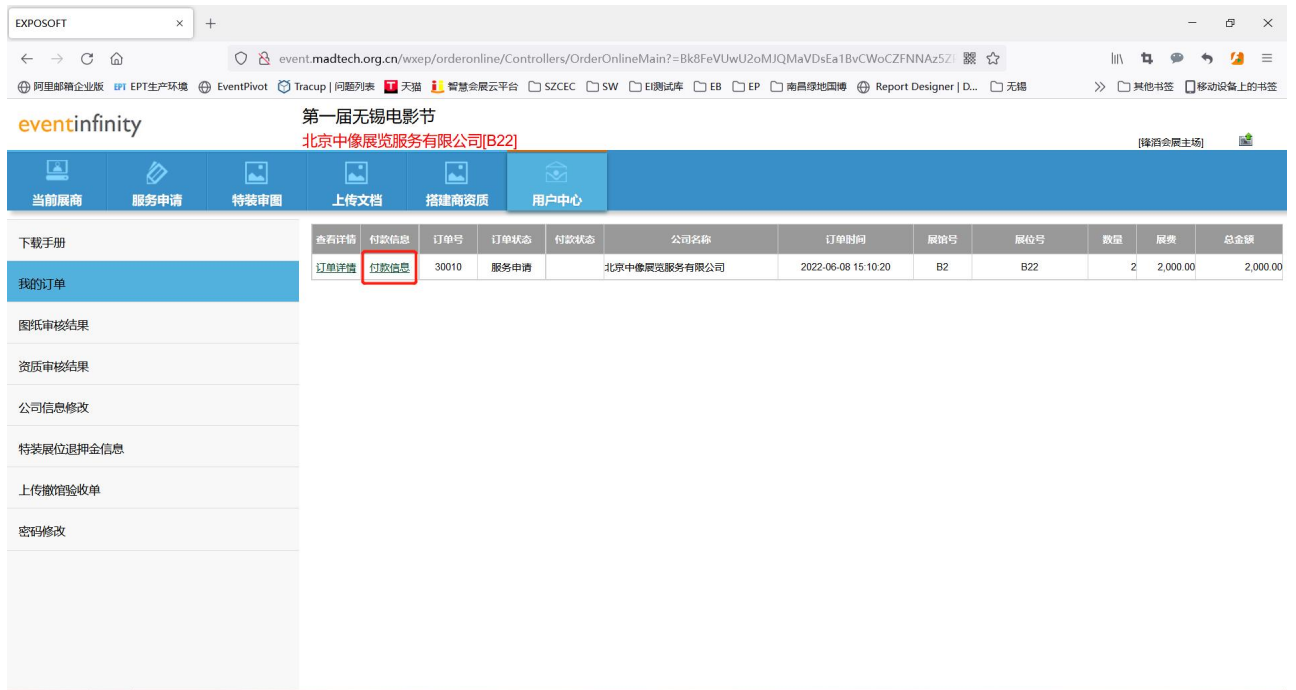 EXPOSOFT
event.madtech.org.cn/wxep/orderonline/Controllers/OrderOnlineMain?=Bk8FeVUwU2oMJQMaVDsEa1BvCWoCZFNNAz5Z
阿里邮箱企业版 EPT EPT生产环境 EventPivot Tracup | 问题列表 天猫 智慧会展云平台 SZCEC SW EI测试库 EB EP 南昌绿地国博 Report Designer | D... 无锡 其他书签 移动设备上的书签
eventinfinity
第一届无锡电影节
北京中像展览服务有限公司[B22]
[锋滔会展主场]
当前展商 服务申请 特装审图 上传文档 搭建商资质 用户中心
下载手册
我的订单
图纸审核结果
资质审核结果
公司信息修改
特装展位退押金信息
上传撤馆验收单
密码修改
查看详情 付款信息 订单号 订单状态 付款状态 公司名称 订单时间 展馆号 展位号 数量 展费 总金额
订单详情 付款信息 30010 服务申请 北京中像展览服务有限公司 2022-06-08 15:10:20 B2 B22 2 2,000.00 2,000.00